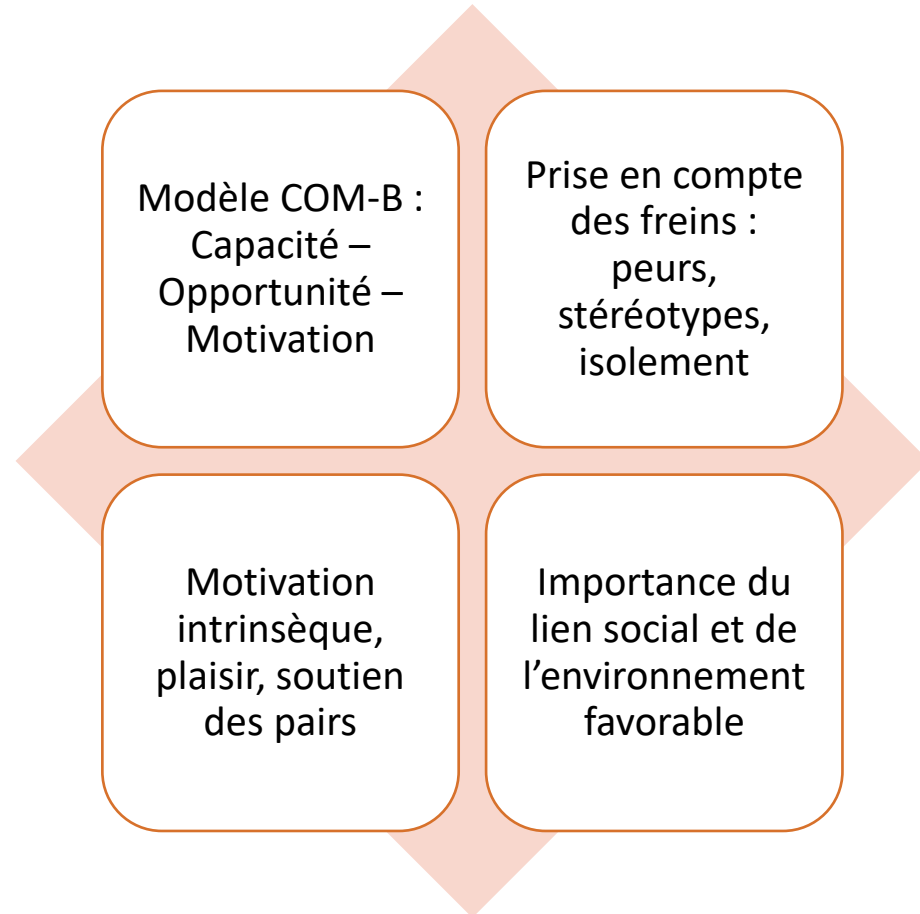 Modèle COM-B :
Capacité –
Opportunité –
Motivation
Prise en compte
des freins :
peurs,
stéréotypes,
isolement
Motivation
intrinsèque,
plaisir, soutien
des pairs
Importance du
lien social et de
l’environnement
favorable